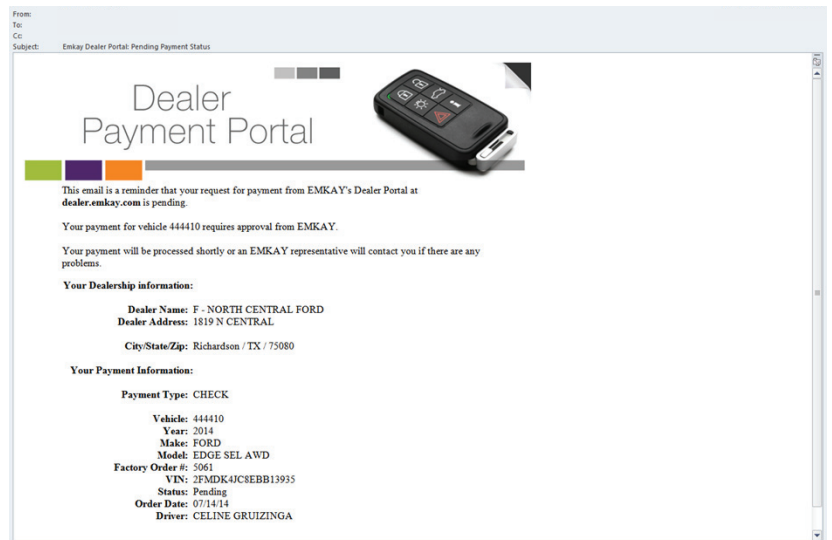 From:
To:
Cc:
Subject: Emkay Dealer Portal: Pending Payment Status
Dealer
Payment Portal
This email is a reminder that your request for payment from EMKAY's Dealer Portal at
dealer.emkay.com is pending.
Your payment for vehicle 444410 requires approval from EMKAY.
Your payment will be processed shortly or an EMKAY representative will contact you if there are any
problems.
Your Dealership information:
Dealer Name: F - NORTH CENTRAL FORD
Dealer Address: 1819 N CENTRAL
City/State/Zip: Richardson / TX / 75080
Your Payment Information:
Payment Type: CHECK
Vehicle: 444410
Year: 2014
Make: FORD
Model: EDGE SEL AWD
Factory Order #: 5061
VIN: 2FMDK4JC8EBB13935
Status: Pending
Order Date: 07/14/14
Driver: CELINE GRUIZINGA